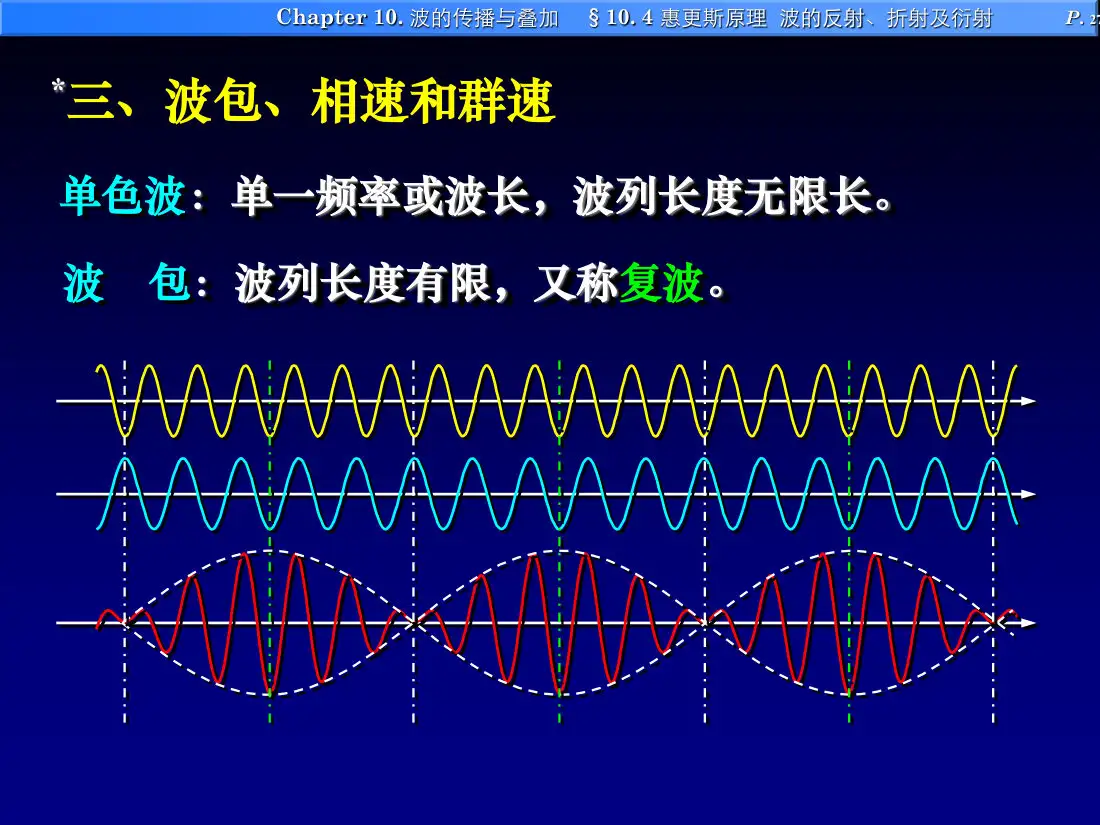 Chapter 10. 波的传播与叠加 §10. 4 惠更斯原理 波的反射、折射及衍射 P. 27
*三、波包、相速和群速
单色波：单一频率或波长，波列长度无限长。
波 包：波列长度有限，又称复波。